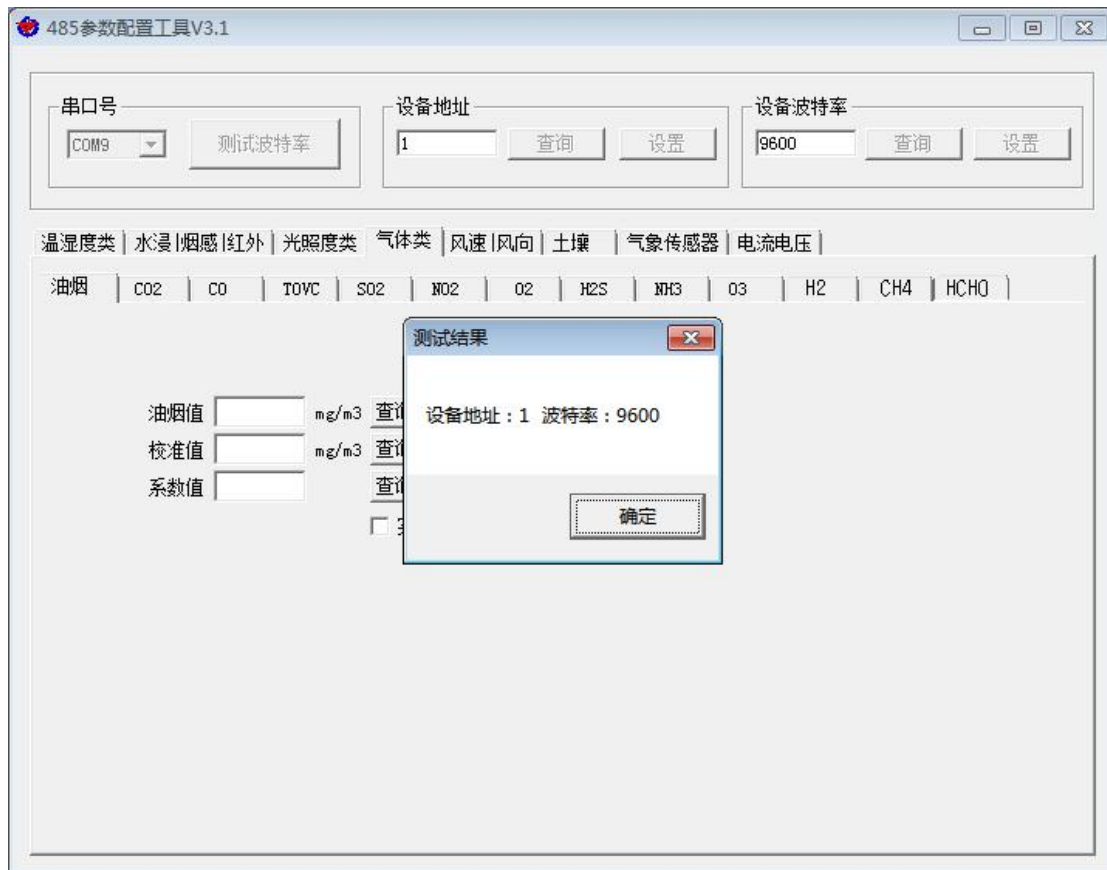 485参数配置工具V3.1
串口号 设备地址 设备波特率
COM9 测试波特率 1 查询 设置 9600 查询 设置
温湿度类 水浸|烟感|红外 光照度类 气体类 风速|风向 土壤 气象传感器 电流电压
油烟 CO2 CO TOVC SO2 NO2 O2 H2S NH3 O3 H2 CH4 HCHO
测试结果
设备地址：1 波特率：9600
确定
油烟值 mg/m3
校准值 mg/m3
系数值